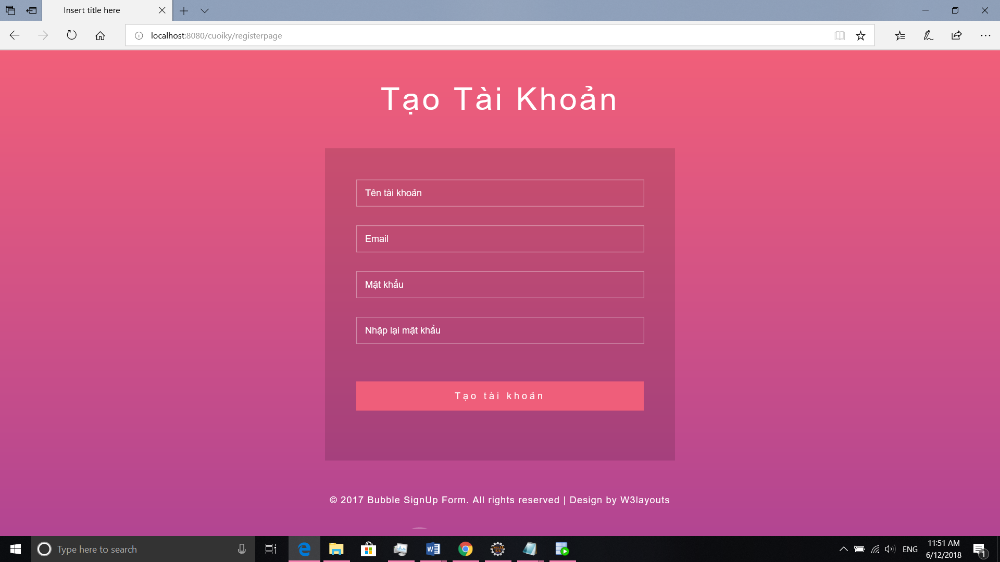 Insert title here
localhost:8080/cuoiky/registerpage
Tạo Tài Khoản
Tên tài khoản
Email
Mật khẩu
Nhập lại mật khẩu
Tạo tài khoản
© 2017 Bubble SignUp Form. All rights reserved | Design by W3layouts
Type here to search
ENG
11:51 AM
6/12/2018
1